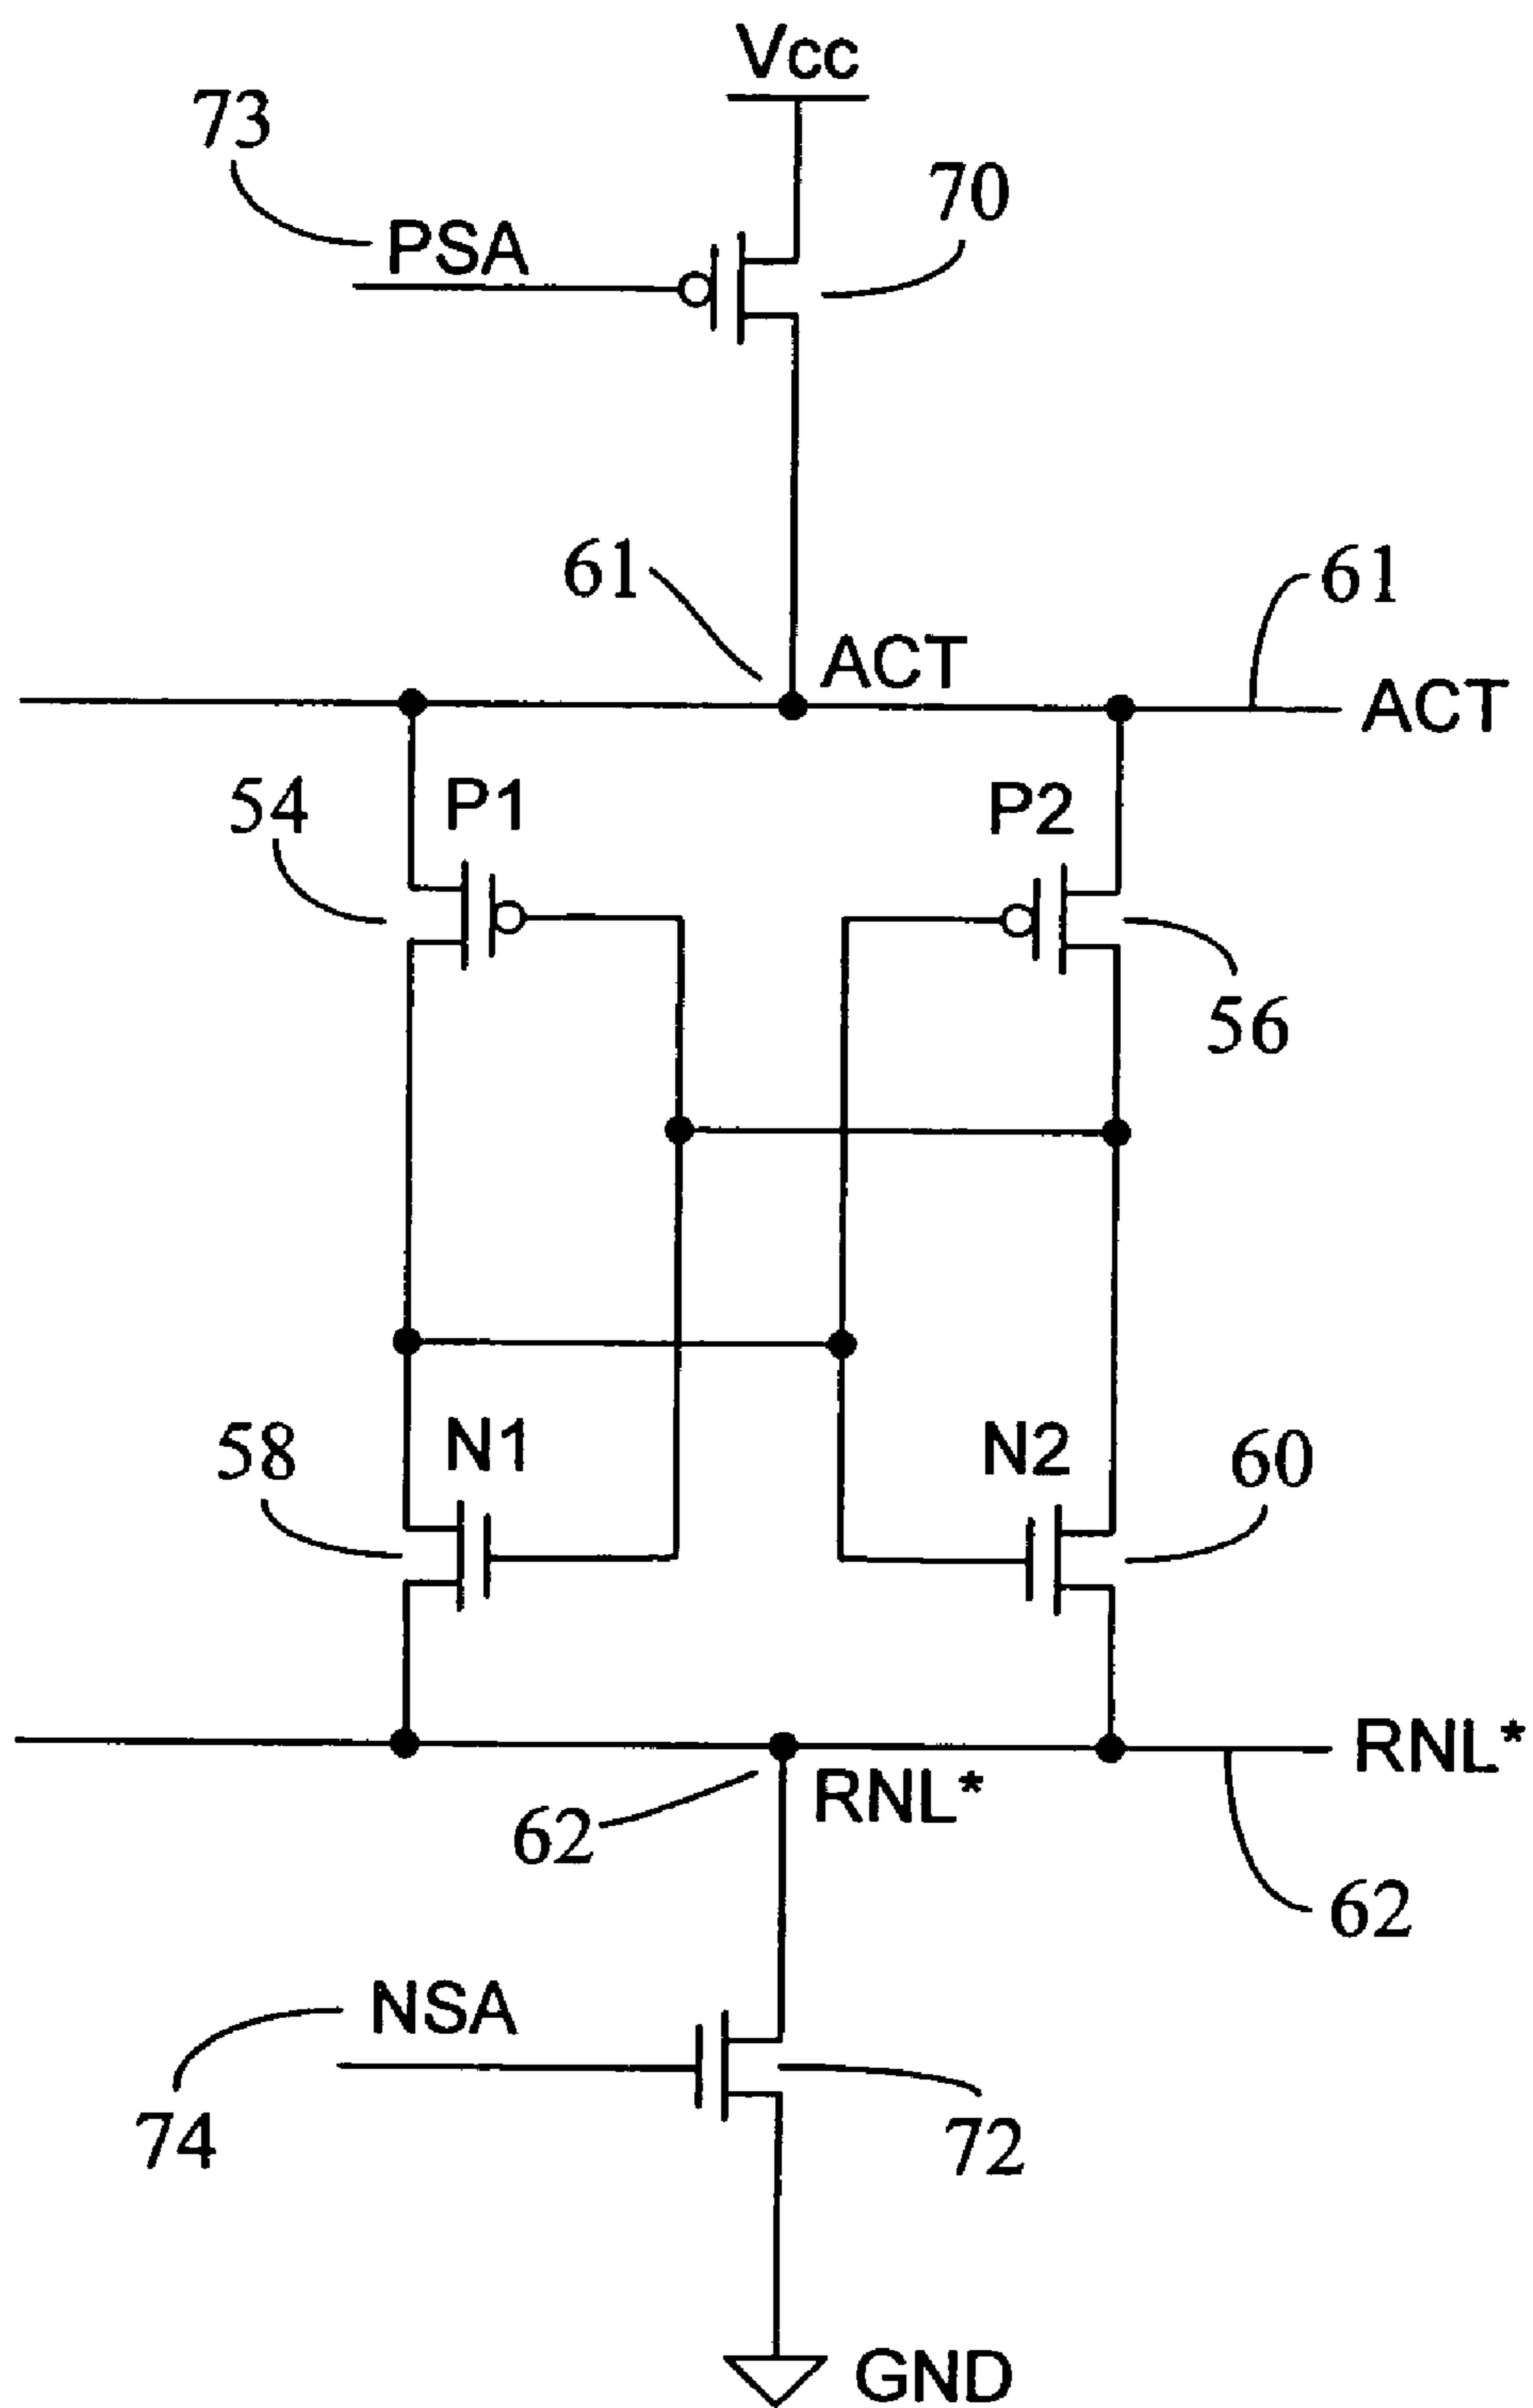 Vcc
73
70
PSA
61
61
ACT
ACT
54
P1
P2
56
58
N1
N2
60
RNL*
RNL*
62
62
NSA
74
72
GND